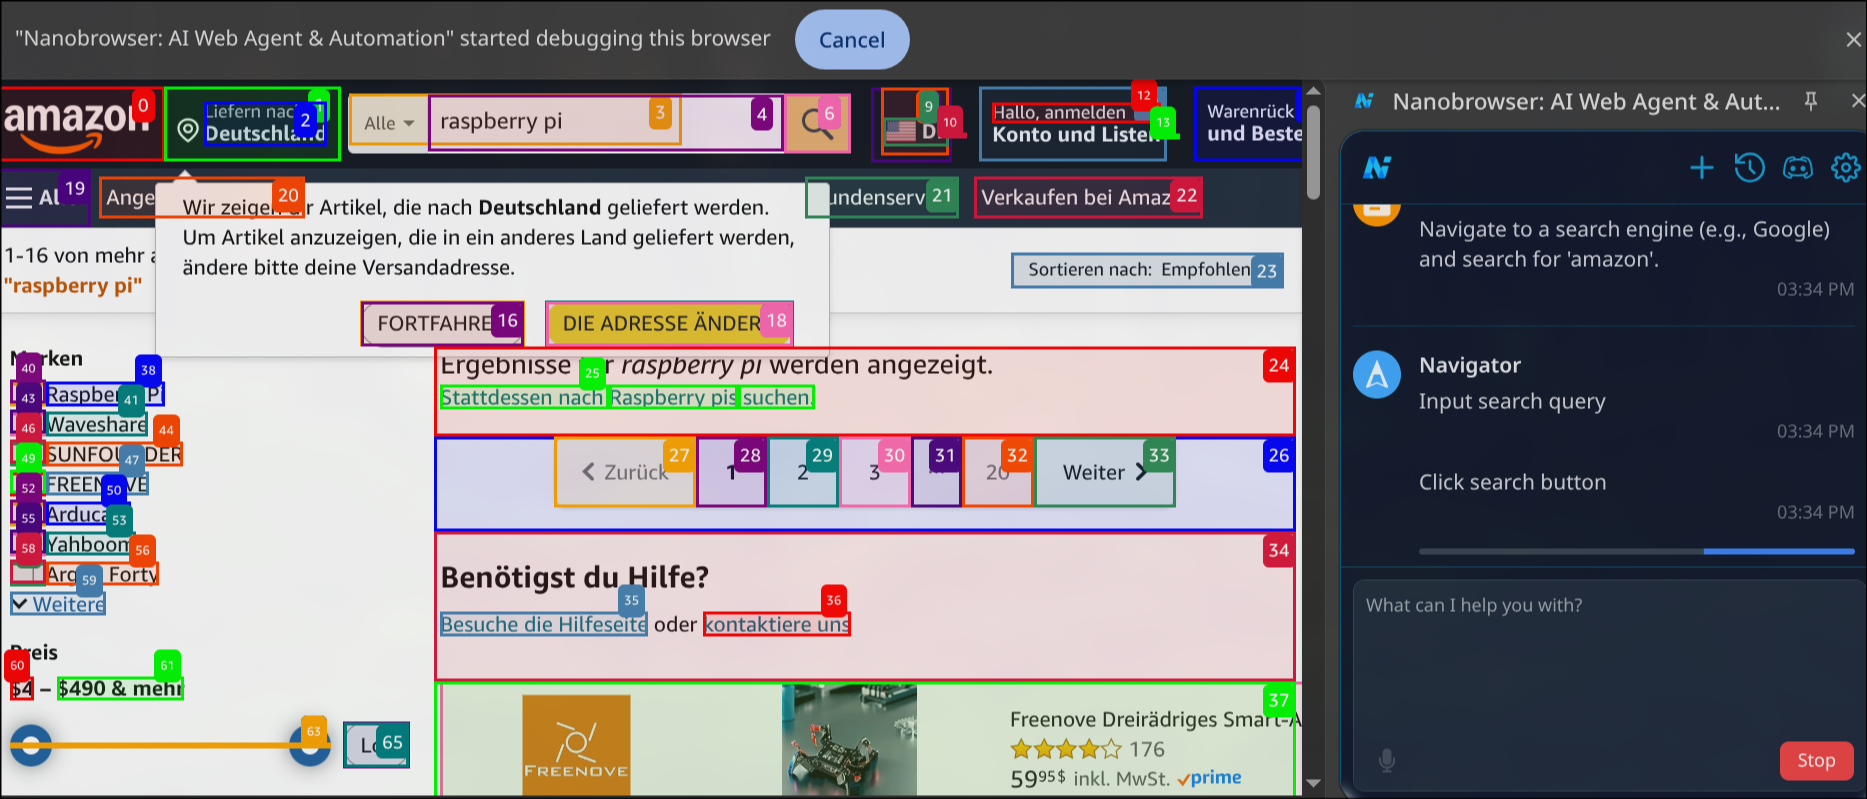 "Nanobrowser: AI Web Agent & Automation" started debugging this browser
Cancel
amazon
0
Liefern nach
Deutschland
2
Alle
3
raspberry pi
4
6
9
10
Hallo, anmelden
12
Konto und Listen
13
Warenrück
und Beste
19
Ange
20
undenserv
21
Verkaufen bei Amaz
22
Wir zeigen dir Artikel, die nach Deutschland geliefert werden.
Um Artikel anzuzeigen, die in ein anderes Land geliefert werden,
ändere bitte deine Versandadresse.
FORTFAHRE
16
DIE ADRESSE ÄNDER
18
1-16 von mehr
"raspberry pi"
Sortieren nach: Empfohlen
23
Marken
40
38
Raspberry Pi
43
41
Waveshare
46
44
SUNFOUNDER
49
47
FREENOVE
52
50
Arduca
55
53
Yahboom
58
56
Argon Forty
59
Weitere
Preis
60
61
$4 – $490 & mehr
63
65
Ergebnisse für raspberry pi werden angezeigt.
24
25
Stattdessen nach Raspberry pis suchen.
Zurück
27
1
28
2
29
3
30
31
20
32
Weiter
33
26
34
Benötigst du Hilfe?
35
36
Besuche die Hilfeseite oder kontaktiere uns
37
FREENOVE
Freenove Dreirädriges Smart-A
176
59 95 $ inkl. MwSt. prime
Nanobrowser: AI Web Agent & Aut...
Navigate to a search engine (e.g., Google)
and search for 'amazon'.
03:34 PM
Navigator
Input search query
03:34 PM
Click search button
03:34 PM
What can I help you with?
Stop